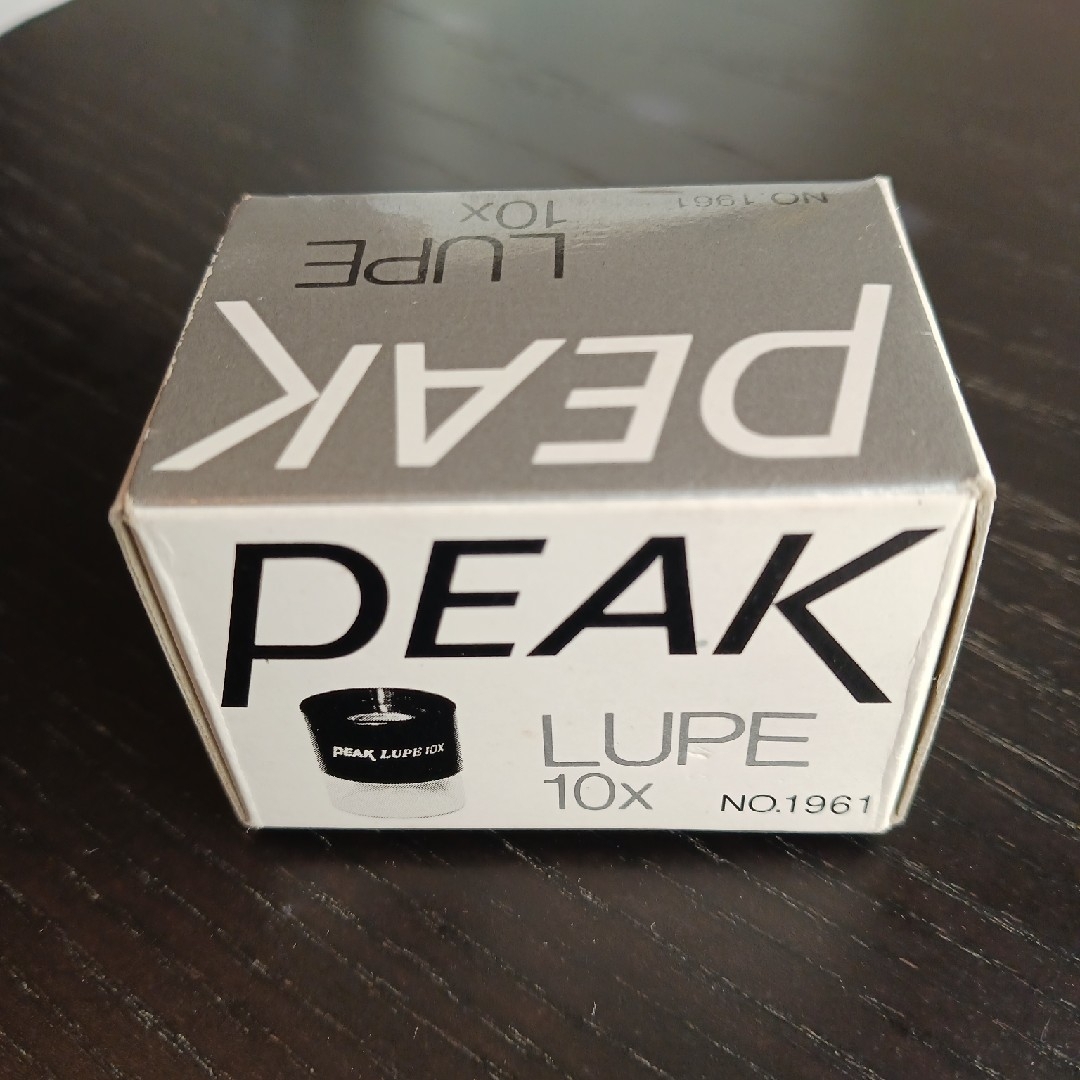 NO.1961
10x
LUPE
PEAK
PEAK
PEAK LUPE 10X
LUPE
10x
NO.1961